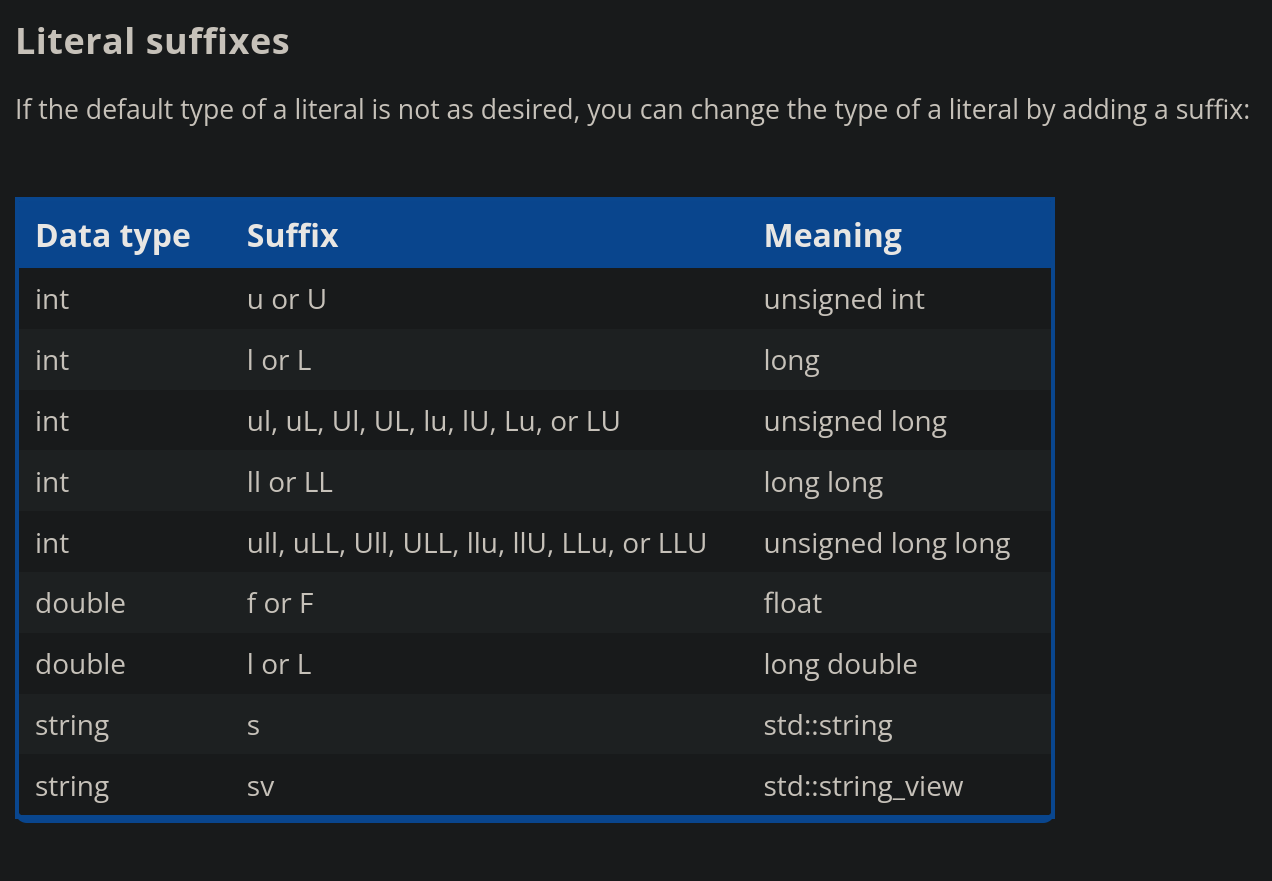 Literal suffixes
If the default type of a literal is not as desired, you can change the type of a literal by adding a suffix:
Data type Suffix Meaning
int u or U unsigned int
int l or L long
int ul, uL, Ul, UL, lu, lU, Lu, or LU unsigned long
int ll or LL long long
int ull, uLL, Ull, ULL, llu, llU, LLu, or LLU unsigned long long
double f or F float
double l or L long double
string s std::string
string sv std::string_view